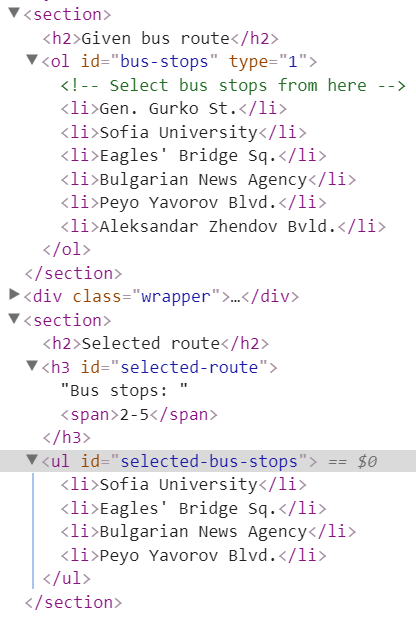 ▼<section>
<h2>Given bus route</h2>
▼<ol id="bus-stops" type="1">
<!-- Select bus stops from here -->
<li>Gen. Gurko St.</li>
<li>Sofia University</li>
<li>Eagles' Bridge Sq.</li>
<li>Bulgarian News Agency</li>
<li>Peyo Yavorov Blvd.</li>
<li>Aleksandar Zhendov Bvld.</li>
</ol>
</section>
▶<div class="wrapper">…</div>
▼<section>
<h2>Selected route</h2>
▼<h3 id="selected-route">
"Bus stops: "
<span>2-5</span>
</h3>
▼<ul id="selected-bus-stops"> == $0
<li>Sofia University</li>
<li>Eagles' Bridge Sq.</li>
<li>Bulgarian News Agency</li>
<li>Peyo Yavorov Blvd.</li>
</ul>
</section>